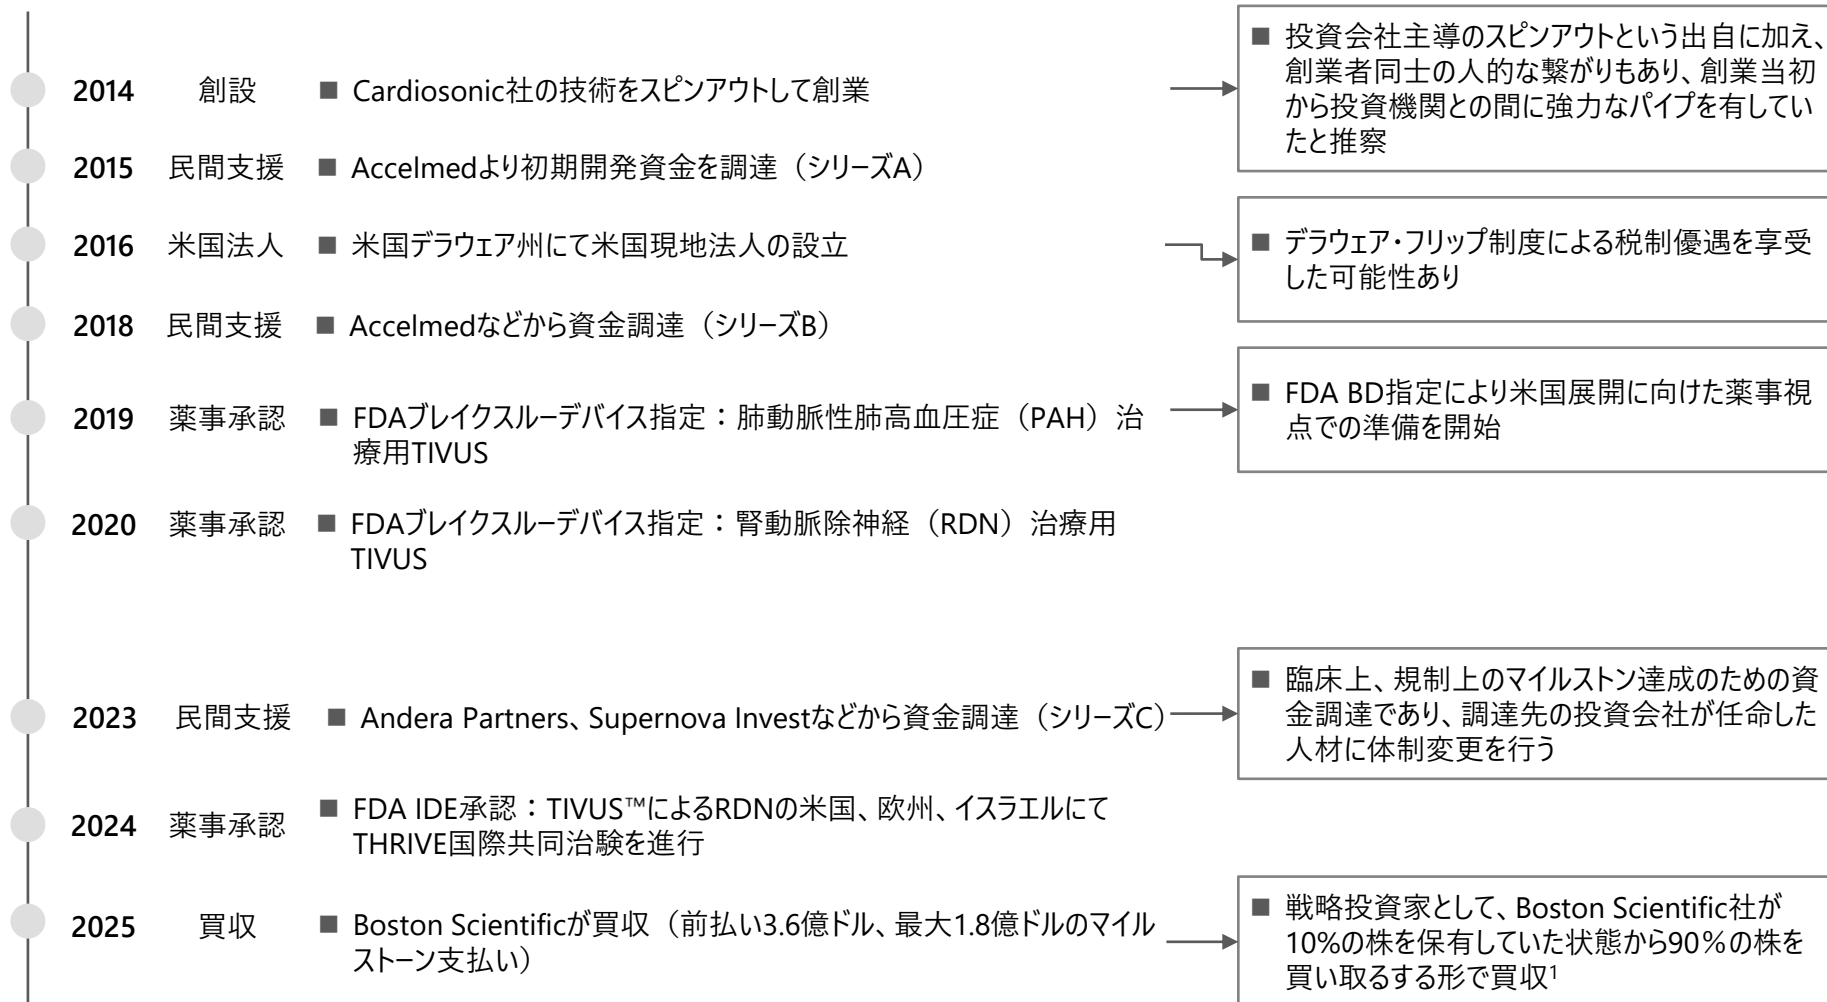 2014 創設 ■ Cardiosonic社の技術をスピンアウトして創業
■ 投資会社主導のスピンアウトという出自に加え、
創業者同士の人的な繋がりもあり、創業当初
から投資機関との間に強力なパイプを有してい
たと推察
2015 民間支援 ■ Accelmedより初期開発資金を調達（シリーズA）
2016 米国法人 ■ 米国デラウェア州にて米国現地法人の設立
■ デラウェア・フリップ制度による税制優遇を享受
した可能性あり
2018 民間支援 ■ Accelmedなどから資金調達（シリーズB）
2019 薬事承認 ■ FDAブレイクスルーデバイス指定：肺動脈性肺高血圧症（PAH）治
療用TIVUS
■ FDA BD指定により米国展開に向けた薬事視
点での準備を開始
2020 薬事承認 ■ FDAブレイクスルーデバイス指定：腎動脈除神経（RDN）治療用
TIVUS
2023 民間支援 ■ Andera Partners、Supernova Investなどから資金調達（シリーズC）
■ 臨床上、規制上のマイルストン達成のための資
金調達であり、調達先の投資会社が任命した
人材に体制変更を行う
2024 薬事承認 ■ FDA IDE承認：TIVUS™によるRDNの米国、欧州、イスラエルにて
THRIVE国際共同治験を進行
2025 買収 ■ Boston Scientificが買収（前払い3.6億ドル、最大1.8億ドルのマイル
ストーン支払い）
■ 戦略投資家として、Boston Scientific社が
10%の株を保有していた状態から90％の株を
買い取るする形で買収¹